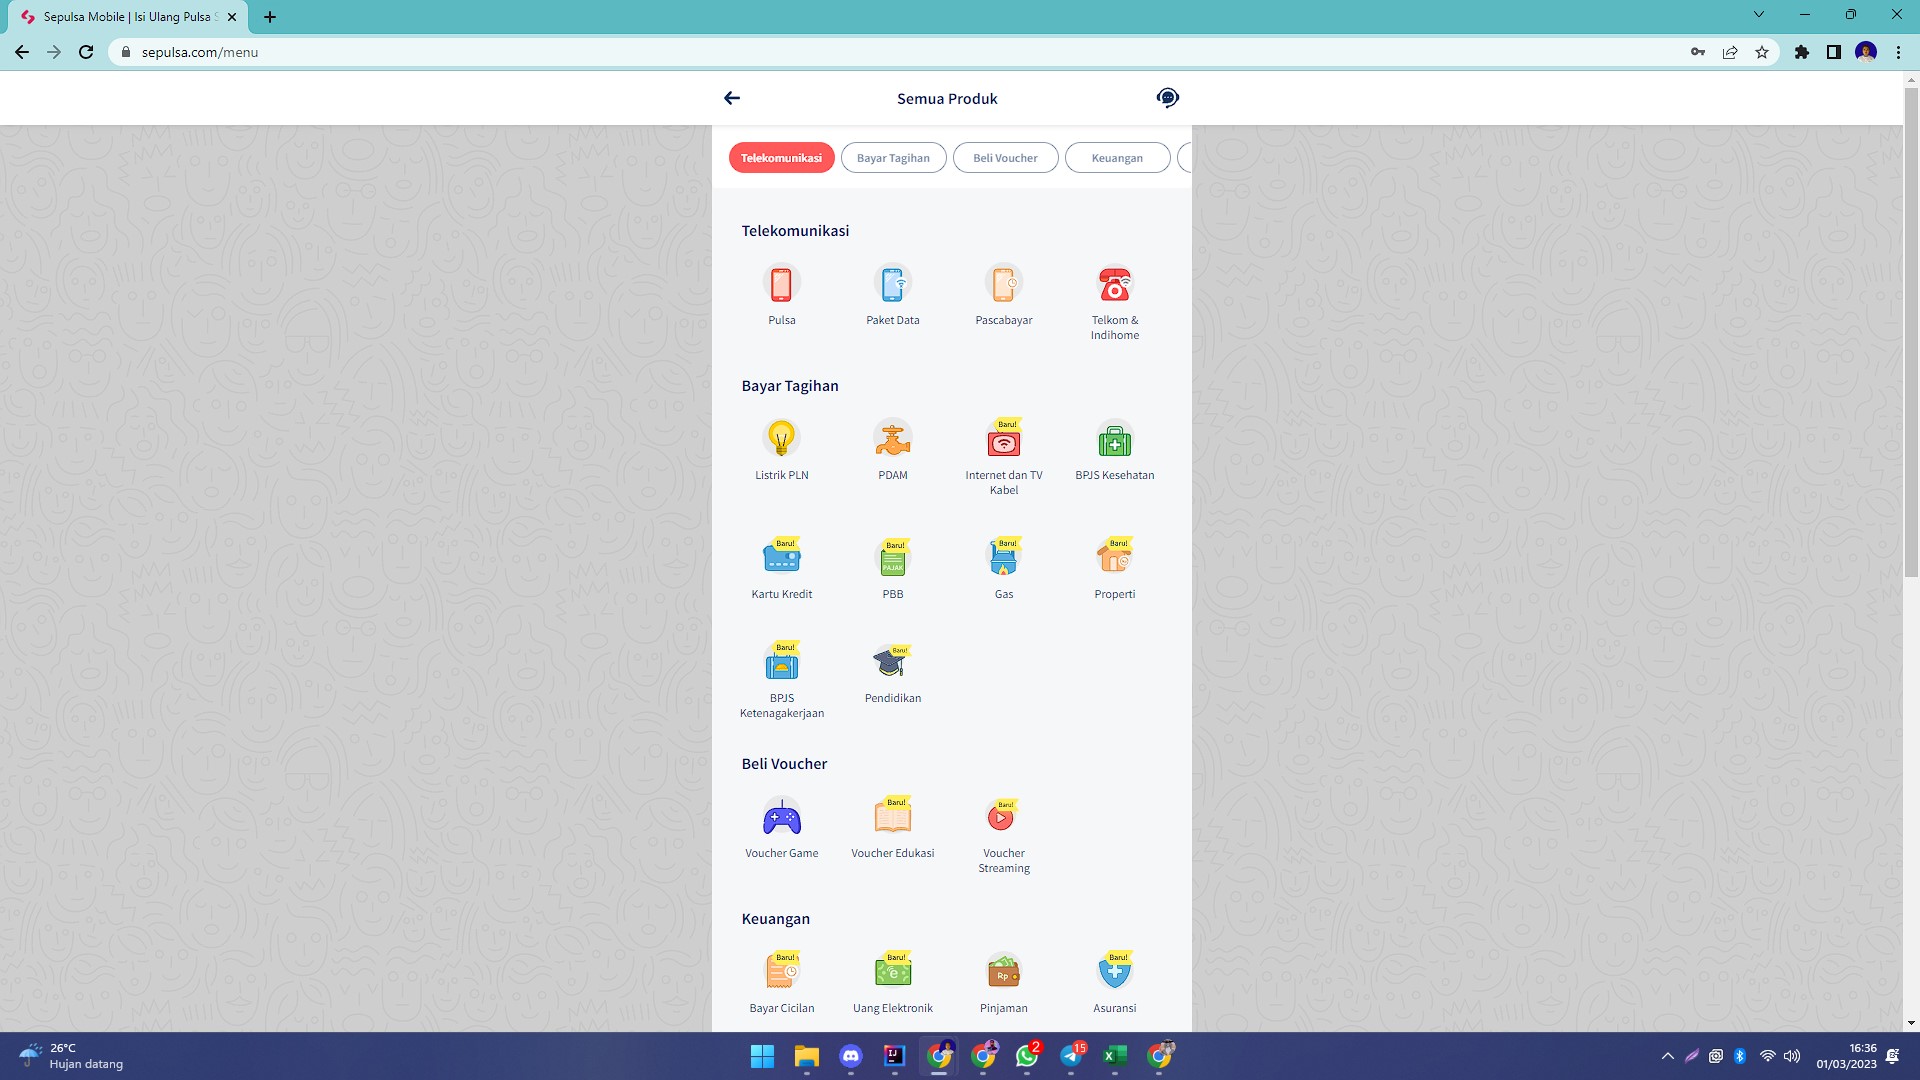 Sepulsa Mobile | Isi Ulang Pulsa
sepulsa.com/menu
Semua Produk
Telekomunikasi
Bayar Tagihan
Beli Voucher
Keuangan
Telekomunikasi
Pulsa
Paket Data
Pascabayar
Telkom &
Indihome
Bayar Tagihan
Baru!
Listrik PLN
PDAM
Internet dan TV
Kabel
BPJS Kesehatan
Baru!
Baru!
PAJAK
Baru!
Baru!
Kartu Kredit
PBB
Gas
Properti
Baru!
Baru!
BPJS
Ketenagakerjaan
Pendidikan
Beli Voucher
Baru!
Baru!
Voucher Game
Voucher Edukasi
Voucher
Streaming
Keuangan
Baru!
Baru!
e
Rp
Baru!
Bayar Cicilan
Uang Elektronik
Pinjaman
Asuransi
26°C
Hujan datang
IJ
2
15
16:36
01/03/2023